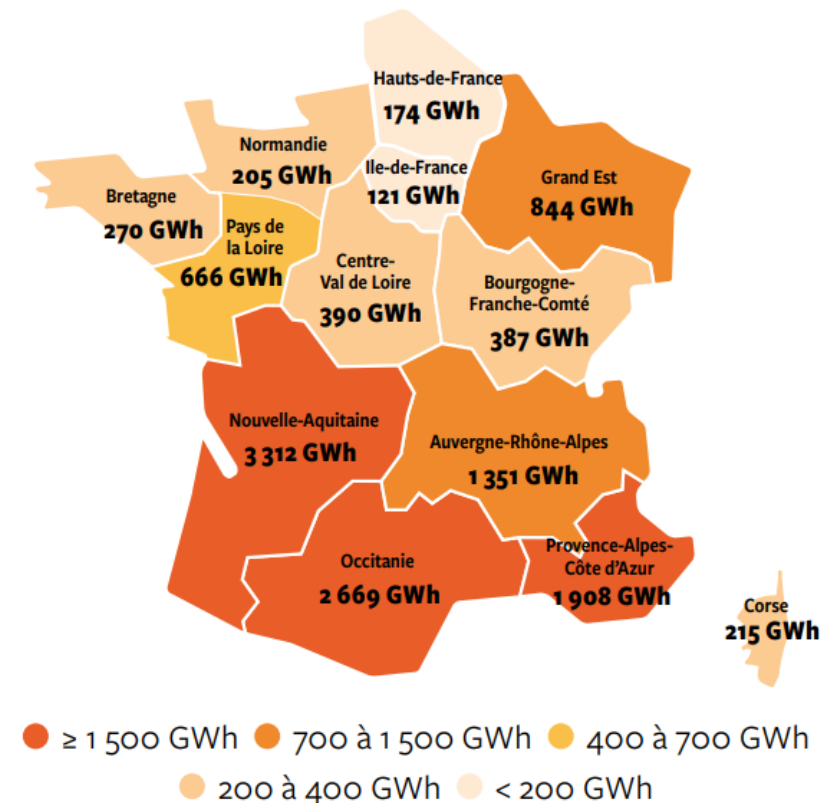 Hauts-de-France
174 GWh
Normandie
205 GWh
Ile-de-France
121 GWh
Grand Est
844 GWh
Bretagne
270 GWh
Pays de
la Loire
666 GWh
Centre-
Val de Loire
390 GWh
Bourgogne-
Franche-Comté
387 GWh
Nouvelle-Aquitaine
3 312 GWh
Auvergne-Rhône-Alpes
1 351 GWh
Occitanie
2 669 GWh
Provence-Alpes-
Côte d'Azur
1 908 GWh
Corse
215 GWh
≥ 1 500 GWh 700 à 1 500 GWh 400 à 700 GWh
200 à 400 GWh < 200 GWh